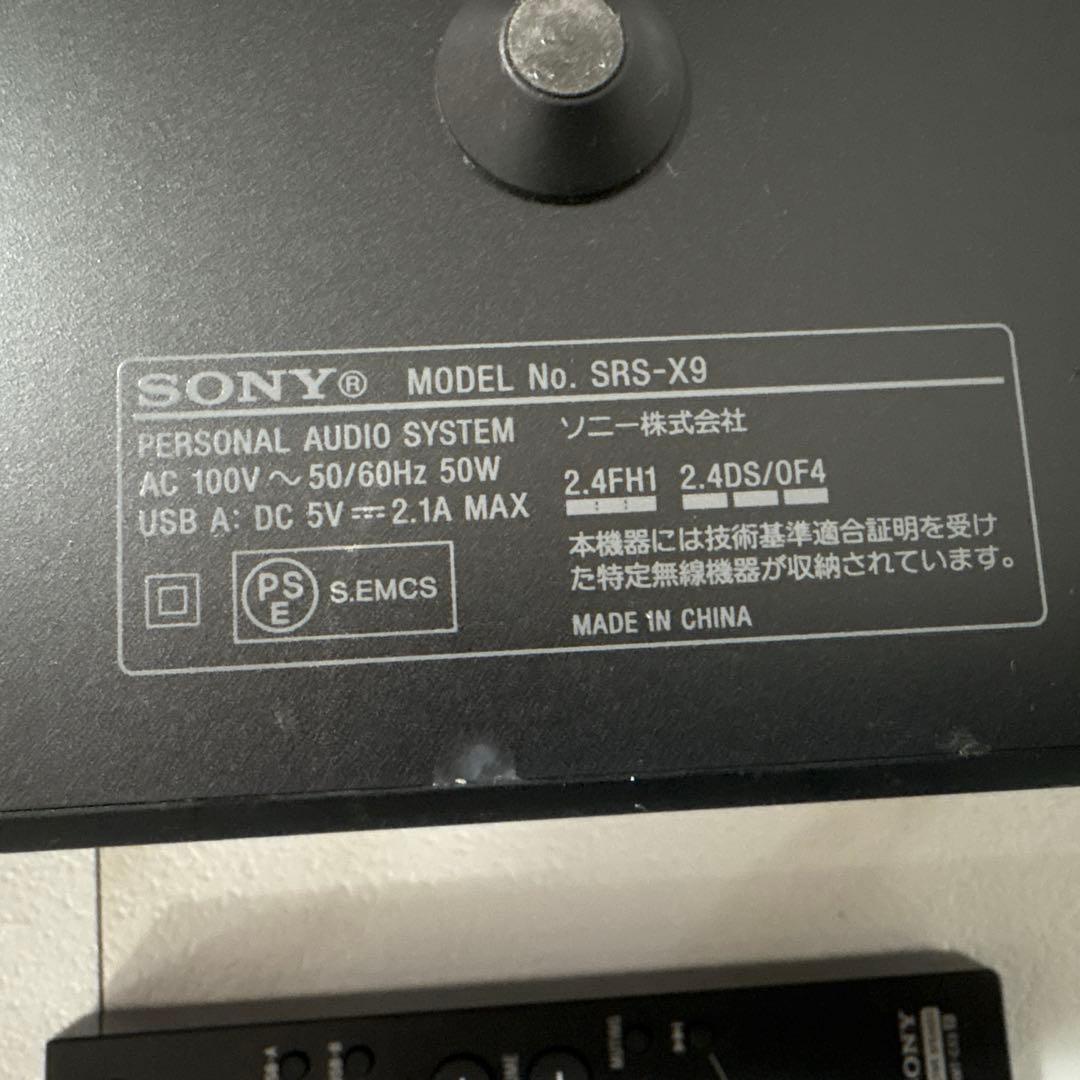 SONY® MODEL No. SRS-X9
PERSONAL AUDIO SYSTEM
AC 100V～50/60Hz 50W
USB A: DC 5V⎓2.1A MAX
PSE S.EMCS
ソニー株式会社
2.4FH1 2.4DS/OF4
本機器には技術基準適合証明を受け
た特定無線機器が収納されています。
MADE IN CHINA
MUTING
SONY